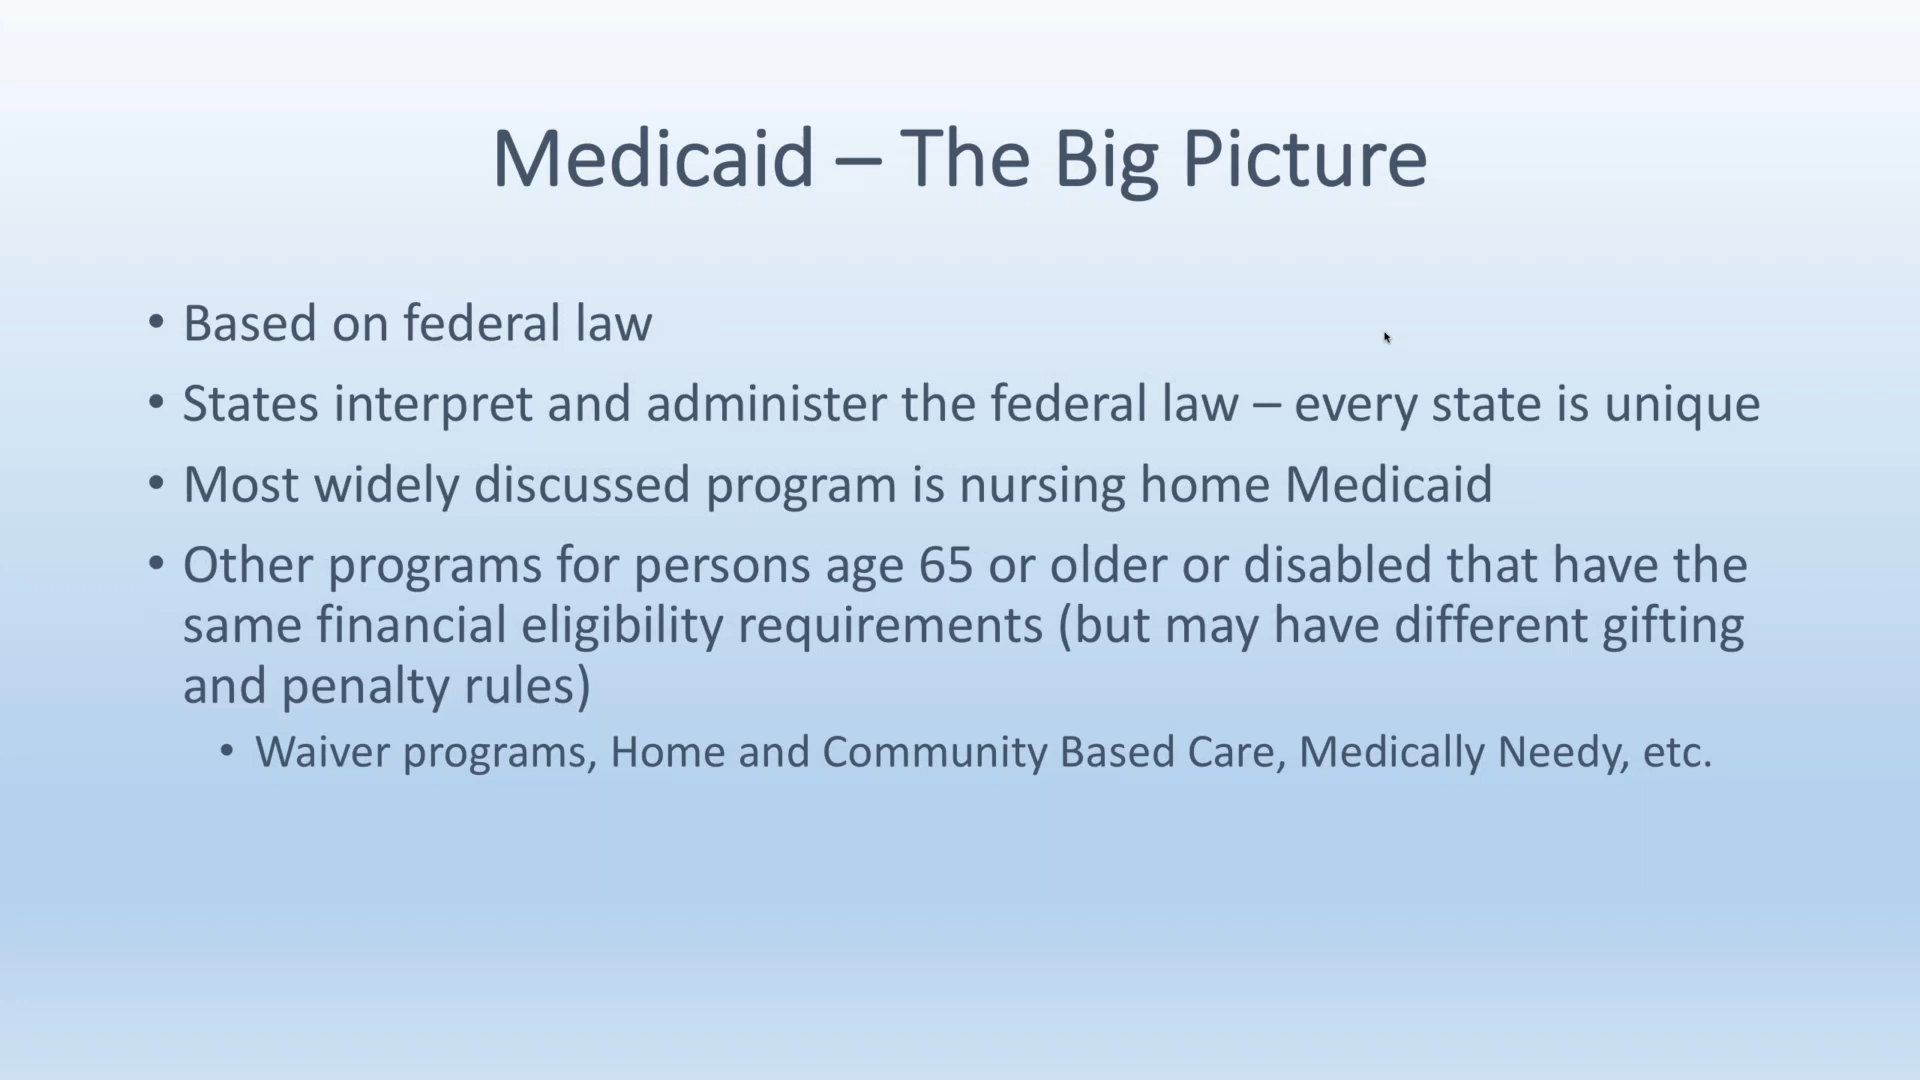 Medicaid – The Big Picture
• Based on federal law
• States interpret and administer the federal law – every state is unique
• Most widely discussed program is nursing home Medicaid
• Other programs for persons age 65 or older or disabled that have the
same financial eligibility requirements (but may have different gifting
and penalty rules)
• Waiver programs, Home and Community Based Care, Medically Needy, etc.